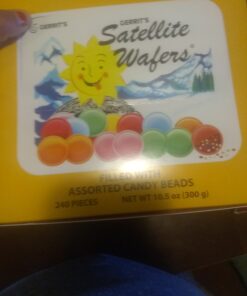 GERRIT'S
GERRIT'S
Satellite
Wafers
FILLED WITH
ASSORTED CANDY BEADS
240 PIECES NET WT 10.5 oz (300 g)